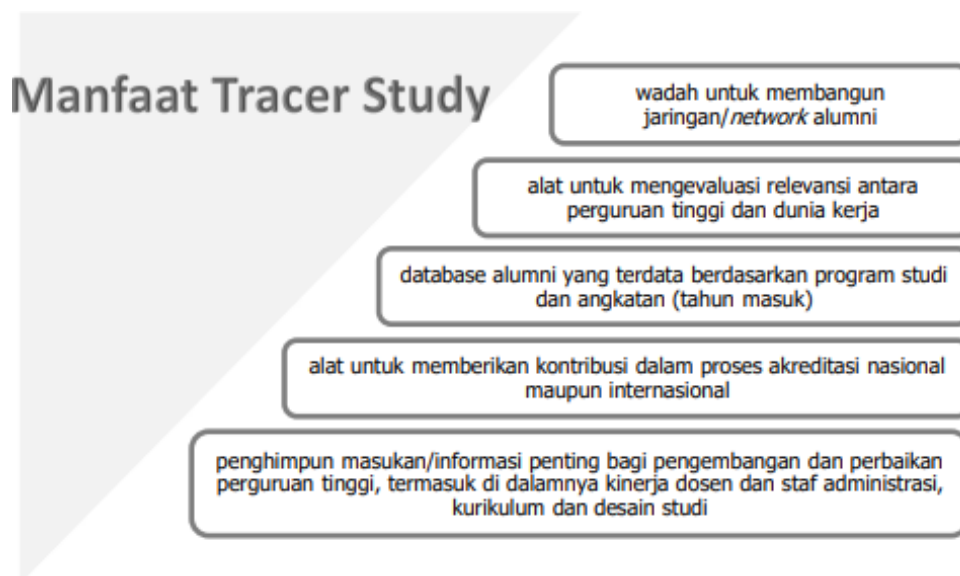 Manfaat Tracer Study
wadah untuk membangun
jaringan/network alumni
alat untuk mengevaluasi relevansi antara
perguruan tinggi dan dunia kerja
database alumni yang terdata berdasarkan program studi
dan angkatan (tahun masuk)
alat untuk memberikan kontribusi dalam proses akreditasi nasional
maupun internasional
penghimpun masukan/informasi penting bagi pengembangan dan perbaikan
perguruan tinggi, termasuk di dalamnya kinerja dosen dan staf administrasi,
kurikulum dan desain studi